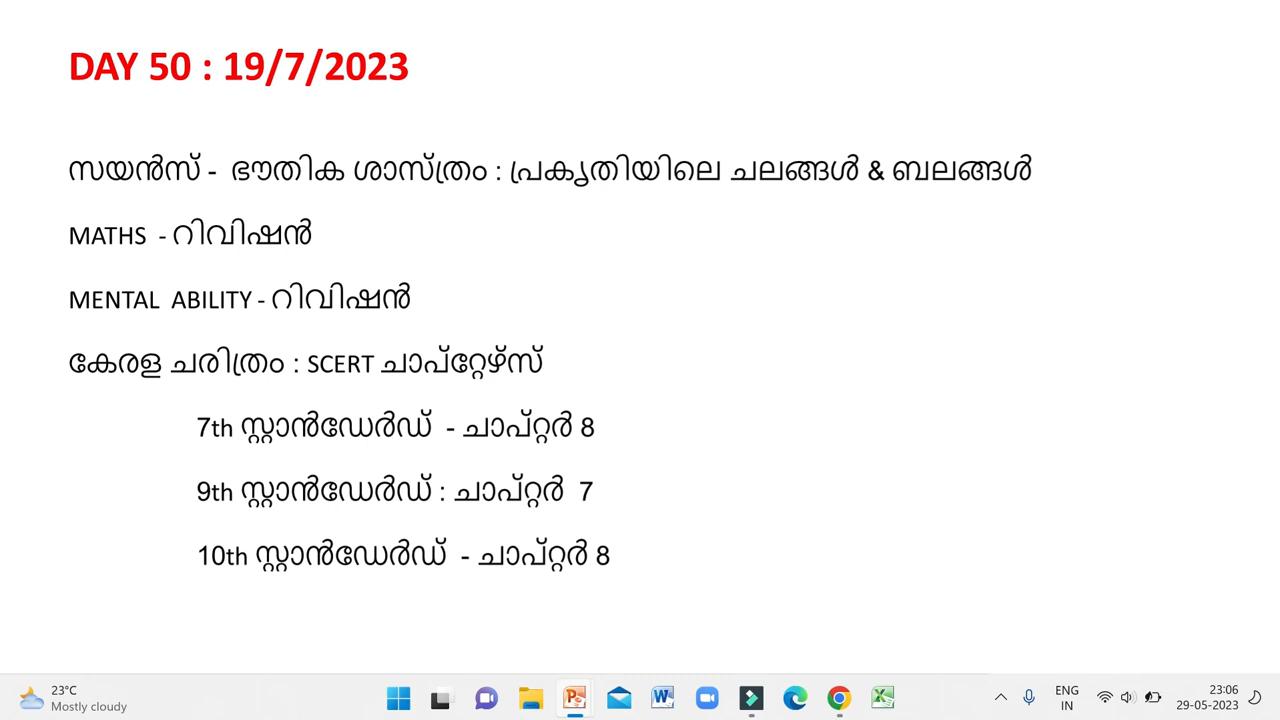 DAY 50 : 19/7/2023
സയൻസ് - ഭൗതിക ശാസ്ത്രം : പ്രകൃതിയിലെ ചലങ്ങൾ & ബലങ്ങൾ
MATHS - റിവിഷൻ
MENTAL ABILITY - റിവിഷൻ
കേരള ചരിത്രം : SCERT ചാപ്റ്റേഴ്സ്
7th സ്റ്റാൻഡേർഡ് - ചാപ്റ്റർ 8
9th സ്റ്റാൻഡേർഡ് : ചാപ്റ്റർ 7
10th സ്റ്റാൻഡേർഡ് - ചാപ്റ്റർ 8
23°C
Mostly cloudy
ENG
IN
23:06
29-05-2023